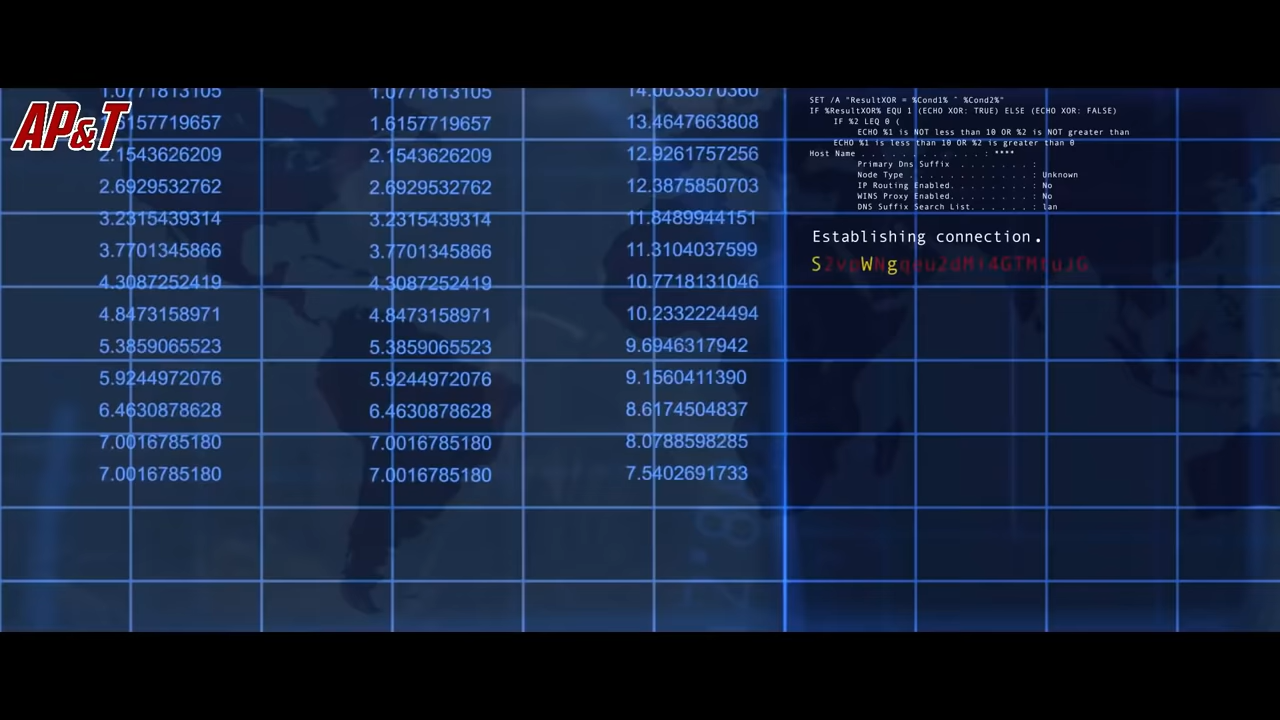 AP&T
1.0771813105 1.0771813105 14.0033570360
1.6157719657 1.6157719657 13.4647663808
2.1543626209 2.1543626209 12.9261757256
2.6929532762 2.6929532762 12.3875850703
3.2315439314 3.2315439314 11.8489944151
3.7701345866 3.7701345866 11.3104037599
4.3087252419 4.3087252419 10.7718131046
4.8473158971 4.8473158971 10.2332224494
5.3859065523 5.3859065523 9.6946317942
5.9244972076 5.9244972076 9.1560411390
6.4630878628 6.4630878628 8.6174504837
7.0016785180 7.0016785180 8.0788598285
7.0016785180 7.0016785180 7.5402691733
SET /A "ResultXOR = %Cond1% ^ %Cond2%"
IF %ResultXOR% EQU 1 (ECHO XOR: TRUE) ELSE (ECHO XOR: FALSE)
IF %2 LEQ 0 (
ECHO %1 is NOT less than 10 OR %2 is NOT greater than
ECHO %1 is less than 10 OR %2 is greater than 0
Host Name . . . . . . . . . . . . : ****
Primary Dns Suffix . . . . . . . :
Node Type . . . . . . . . . . . . : Unknown
IP Routing Enabled. . . . . . . . : No
WINS Proxy Enabled. . . . . . . . : No
DNS Suffix Search List. . . . . . : lan
Establishing connection.